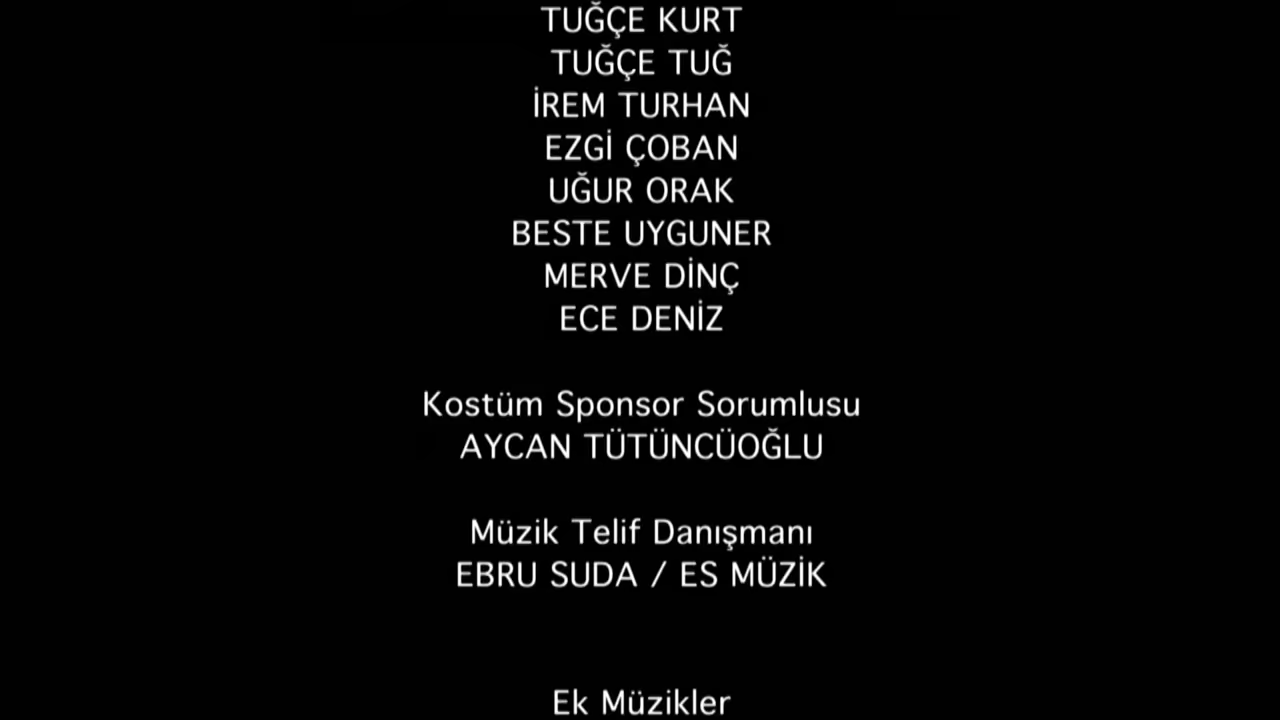 TUĞÇE KURT
TUĞÇE TUĞ
İREM TURHAN
EZGİ ÇOBAN
UĞUR ORAK
BESTE UYGUNER
MERVE DİNÇ
ECE DENİZ
Kostüm Sponsor Sorumlusu
AYCAN TÜTÜNCÜOĞLU
Müzik Telif Danışmanı
EBRU SUDA / ES MÜZİK
Ek Müzikler